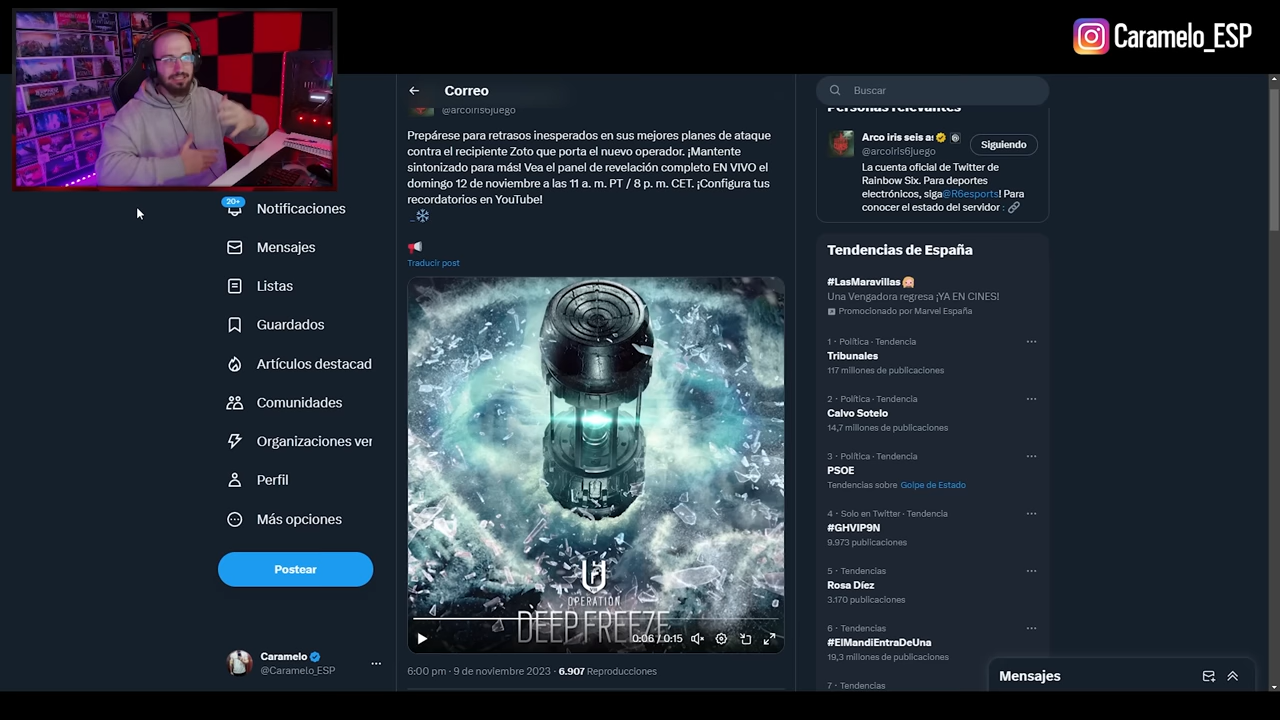 Caramelo_ESP
20+
Notificaciones
Mensajes
Listas
Guardados
Artículos destacad
Comunidades
Organizaciones ver
Perfil
Más opciones
Postear
Caramelo
@Caramelo_ESP
Correo
@arcoiris6juego
Prepárese para retrasos inesperados en sus mejores planes de ataque
contra el recipiente Zoto que porta el nuevo operador. ¡Mantente
sintonizado para más! Vea el panel de revelación completo EN VIVO el
domingo 12 de noviembre a las 11 a. m. PT / 8 p. m. CET. ¡Configura tus
recordatorios en YouTube!
Traducir post
OPERATION
DEEP FREEZE
0:06 / 0:15
6:00 pm · 9 de noviembre 2023 · 6.907 Reproducciones
Buscar
Personas relevantes
Arco iris seis as
@arcoiris6juego
Siguiendo
La cuenta oficial de Twitter de
Rainbow Six. Para deportes
electrónicos, siga@R6esports! Para
conocer el estado del servidor :
Tendencias de España
#LasMaravillas
Una Vengadora regresa ¡YA EN CINES!
Promocionado por Marvel España
1 · Política · Tendencia
Tribunales
117 millones de publicaciones
2 · Política · Tendencia
Calvo Sotelo
14,7 millones de publicaciones
3 · Política · Tendencia
PSOE
Tendencias sobre Golpe de Estado
4 · Solo en Twitter · Tendencia
#GHVIP9N
9.973 publicaciones
5 · Tendencias
Rosa Díez
3.170 publicaciones
6 · Tendencias
#ElMandiEntraDeUna
19,3 millones de publicaciones
7 · Tendencias
Mensajes